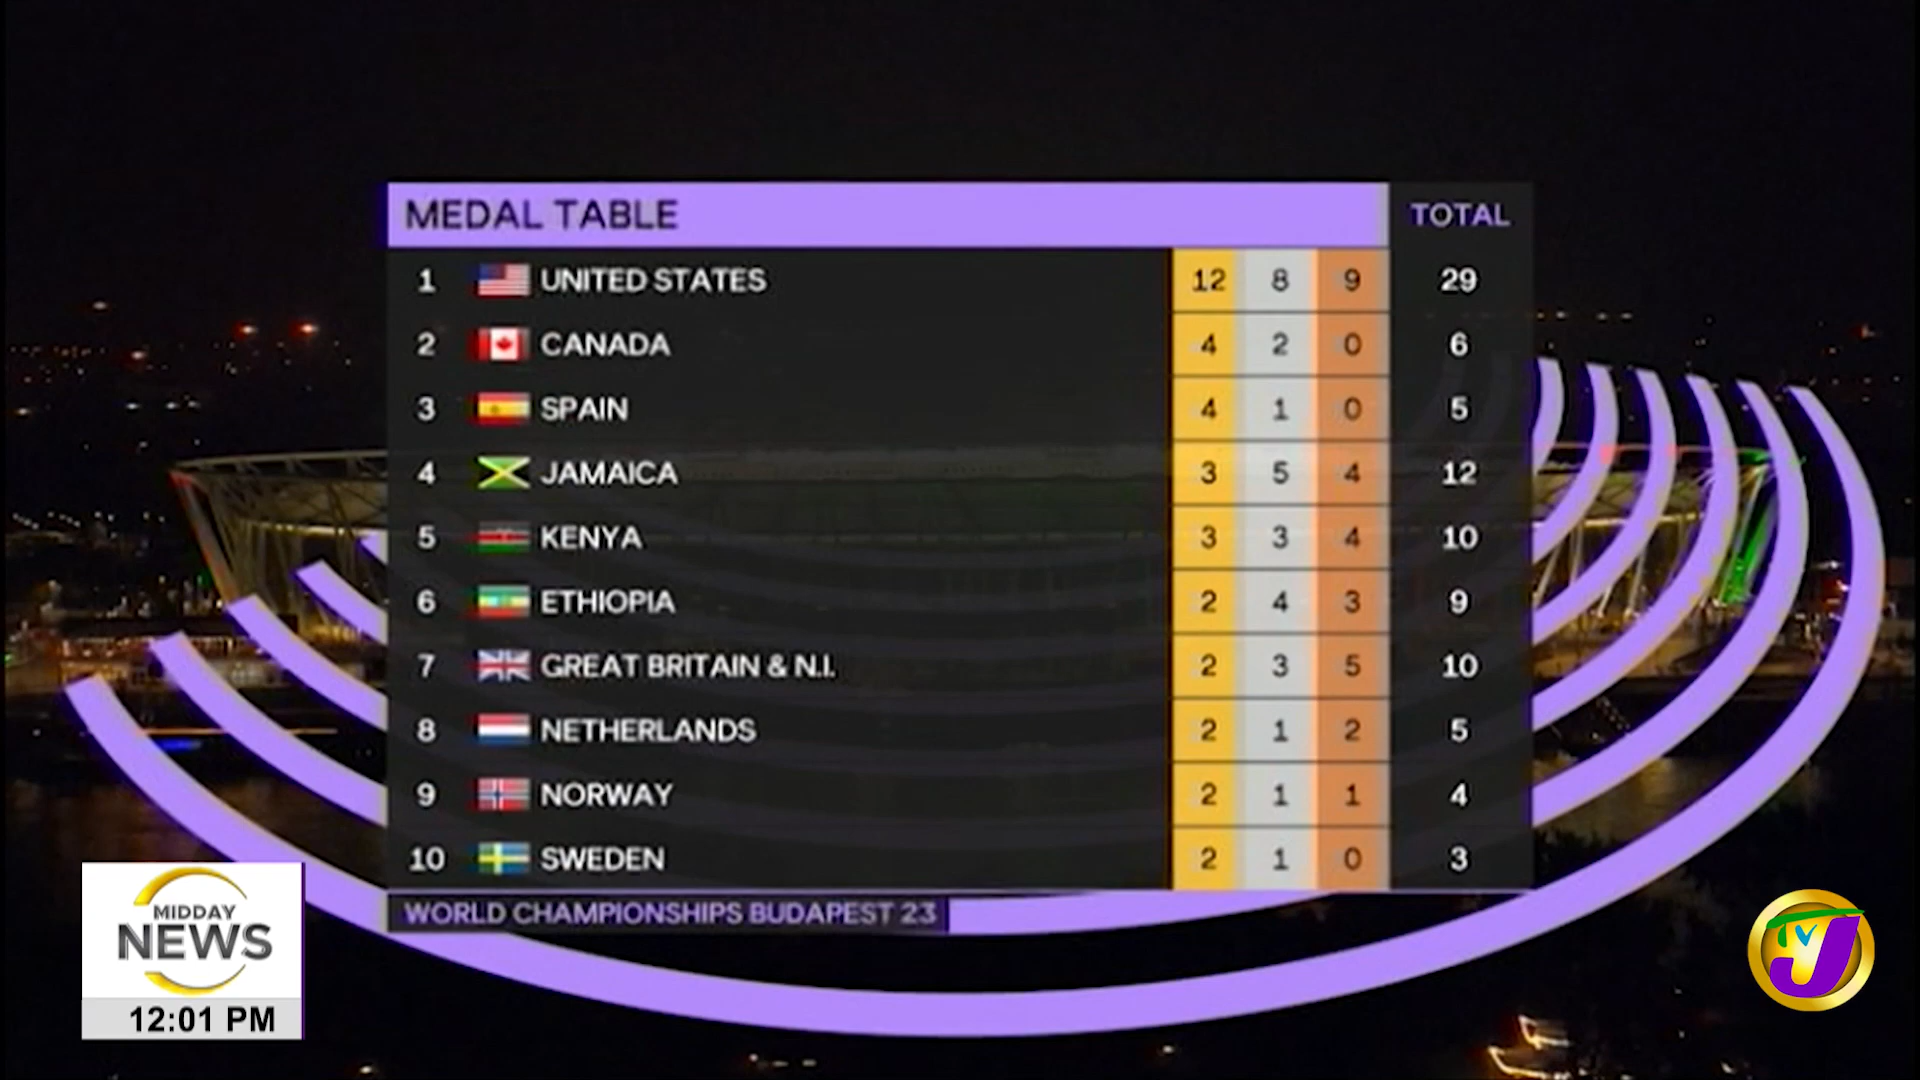 MEDAL TABLE TOTAL
1 UNITED STATES 12 8 9 29
2 CANADA 4 2 0 6
3 SPAIN 4 1 0 5
4 JAMAICA 3 5 4 12
5 KENYA 3 3 4 10
6 ETHIOPIA 2 4 3 9
7 GREAT BRITAIN & N.I. 2 3 5 10
8 NETHERLANDS 2 1 2 5
9 NORWAY 2 1 1 4
10 SWEDEN 2 1 0 3
WORLD CHAMPIONSHIPS BUDAPEST 23
MIDDAY
NEWS
12:01 PM
TVJ